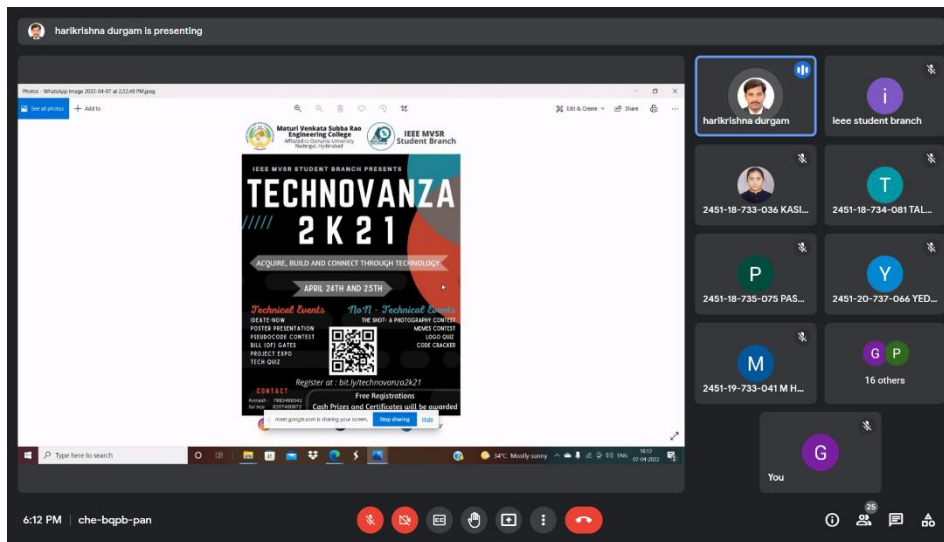 harikrishna durgam is presenting
Photos - WhatsApp Image 2022-04-07 at 2.52.48 PM.jpeg
See all photos + Add to
Edit & Create Share
Maturi Venkata Subba Rao
Engineering College
Affiliated to Osmania University
Nadergul, Hyderabad
IEEE MVSR
Student Branch
IEEE MVSR STUDENT BRANCH PRESENTS
TECHNOVANZA
2K21
ACQUIRE, BUILD AND CONNECT THROUGH TECHNOLOGY
APRIL 24TH AND 25TH
Technical Events
IDEATE-NOW
POSTER PRESENTATION
PSEUDOCODE CONTEST
BILL (OF) GATES
PROJECT EXPO
TECH QUIZ
Non - Technical Events
THE SHOT- A PHOTOGRAPHY CONTEST
MEMES CONTEST
LOGO QUIZ
CODE CRACKER
Register at : bit.ly/technovanza2k21
CONTACT
Free Registrations
Cash Prizes and Certificates will be awarded
meet.google.com is sharing your screen.
Stop sharing
Hide
Type here to search
34°C Mostly sunny
ENG
18:12
07-04-2022
harikrishna durgam
i
Ieee student branch
2451-18-733-036 KASI...
T
2451-18-734-081 TAL...
P
2451-18-735-075 PAS...
Y
2451-20-737-066 YED...
M
2451-19-733-041 M H...
G P
16 others
G
You
6:12 PM | che-bqpb-pan
25